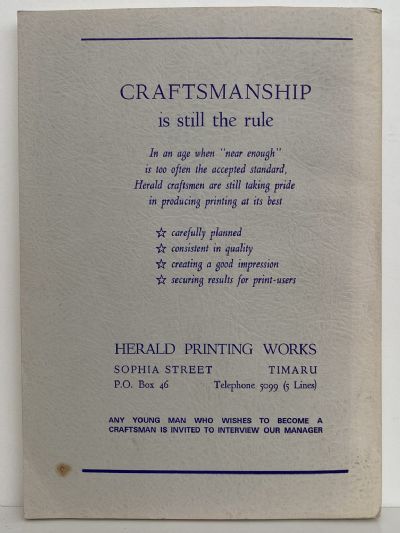 CRAFTSMANSHIP
is still the rule
In an age when "near enough"
is too often the accepted standard,
Herald craftsmen are still taking pride
in producing printing at its best
☆ carefully planned
☆ consistent in quality
☆ creating a good impression
☆ securing results for print-users
HERALD PRINTING WORKS
SOPHIA STREET TIMARU
P.O. Box 46 Telephone 5099 (5 Lines)
ANY YOUNG MAN WHO WISHES TO BECOME A
CRAFTSMAN IS INVITED TO INTERVIEW OUR MANAGER